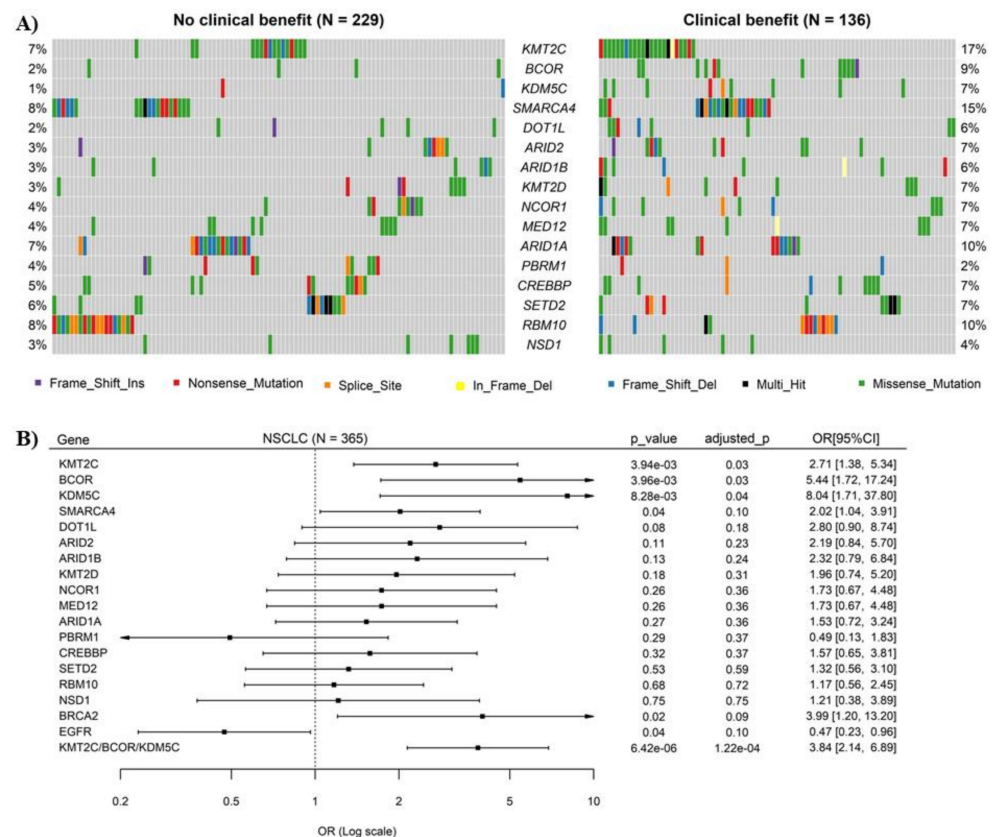 A)
No clinical benefit (N = 229) Clinical benefit (N = 136)
7% KMT2C 17%
2% BCOR 9%
1% KDM5C 7%
8% SMARCA4 15%
2% DOT1L 6%
3% ARID2 7%
3% ARID1B 6%
3% KMT2D 7%
4% NCOR1 7%
4% MED12 7%
7% ARID1A 10%
4% PBRM1 2%
5% CREBBP 7%
6% SETD2 7%
8% RBM10 10%
3% NSD1 4%
Frame_Shift_Ins Nonsense_Mutation Splice_Site In_Frame_Del Frame_Shift_Del Multi_Hit Missense_Mutation
B)
Gene NSCLC (N = 365) p_value adjusted_p OR[95%CI]
KMT2C 3.94e-03 0.03 2.71 [1.38, 5.34]
BCOR 3.96e-03 0.03 5.44 [1.72, 17.24]
KDM5C 8.28e-03 0.04 8.04 [1.71, 37.80]
SMARCA4 0.04 0.10 2.02 [1.04, 3.91]
DOT1L 0.08 0.18 2.80 [0.90, 8.74]
ARID2 0.11 0.23 2.19 [0.84, 5.70]
ARID1B 0.13 0.24 2.32 [0.79, 6.84]
KMT2D 0.18 0.31 1.96 [0.74, 5.20]
NCOR1 0.26 0.36 1.73 [0.67, 4.48]
MED12 0.26 0.36 1.73 [0.67, 4.48]
ARID1A 0.27 0.36 1.53 [0.72, 3.24]
PBRM1 0.29 0.37 0.49 [0.13, 1.83]
CREBBP 0.32 0.37 1.57 [0.65, 3.81]
SETD2 0.53 0.59 1.32 [0.56, 3.10]
RBM10 0.68 0.72 1.17 [0.56, 2.45]
NSD1 0.75 0.75 1.21 [0.38, 3.89]
BRCA2 0.02 0.09 3.99 [1.20, 13.20]
EGFR 0.04 0.10 0.47 [0.23, 0.96]
KMT2C/BCOR/KDM5C 6.42e-06 1.22e-04 3.84 [2.14, 6.89]
0.2 0.5 1 2 5 10
OR (Log scale)